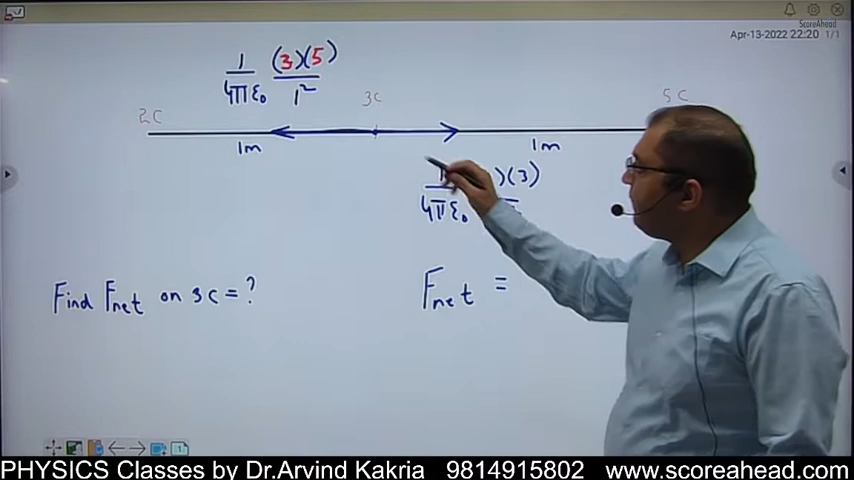 ScoreAhead
Apr-13-2022 22:20 1/1
1 (3)(5)
4πε₀ 1²
2C 3C 5C
1m 1m
)(3)
4πε₀
Find Fnet on 3C = ?
Fnet =
1
PHYSICS Classes by Dr.Arvind Kakria 9814915802 www.scoreahead.com